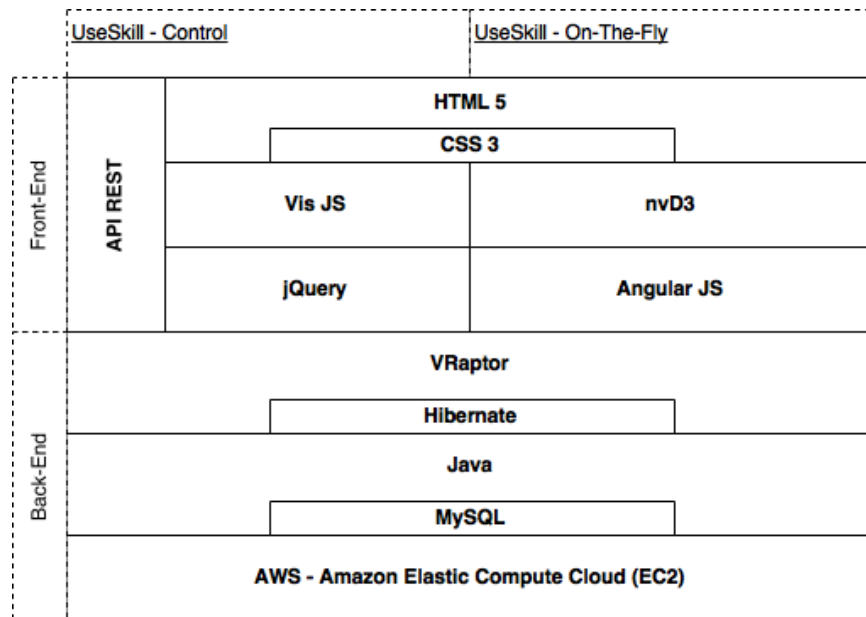 UseSkill - Control
UseSkill - On-The-Fly
Front-End
API REST
HTML 5
CSS 3
Vis JS
nvD3
jQuery
Angular JS
Back-End
VRaptor
Hibernate
Java
MySQL
AWS - Amazon Elastic Compute Cloud (EC2)